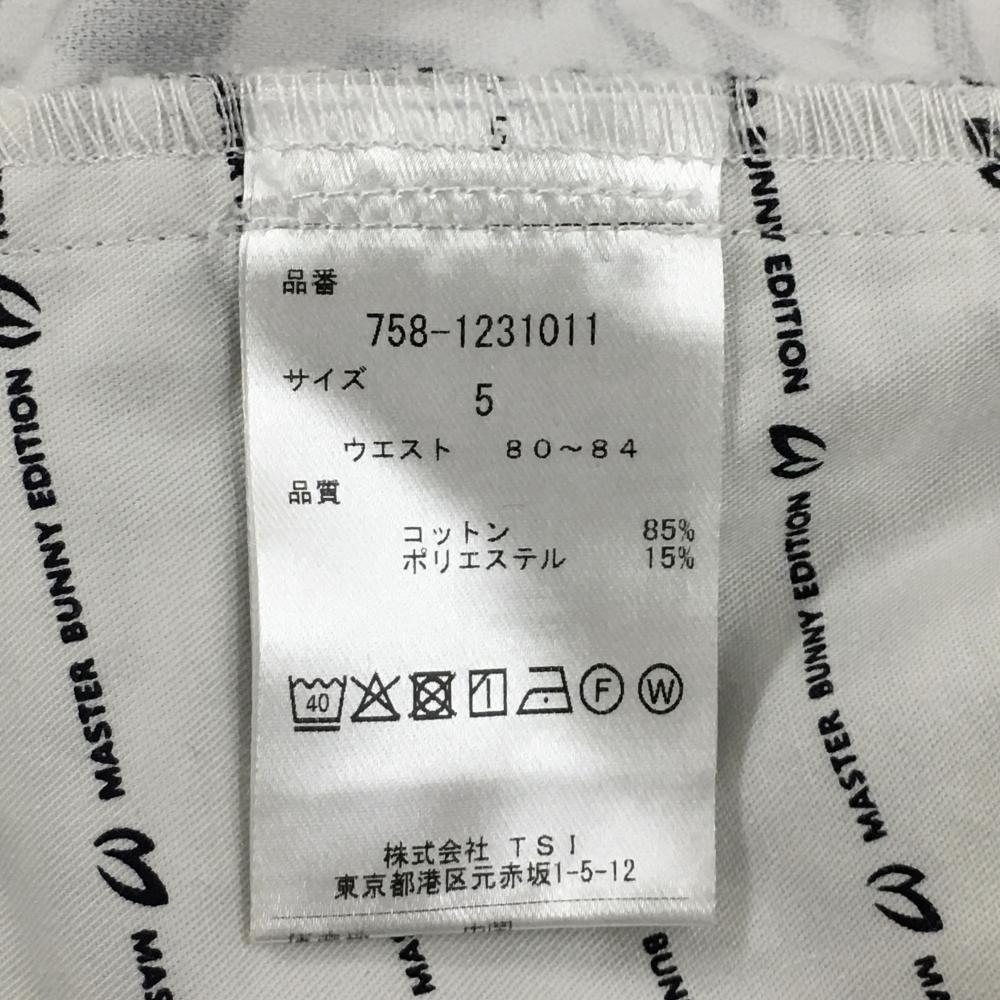 品番
758-1231011
サイズ
5
ウエスト 80~84
品質
コットン 85%
ポリエステル 15%
40
F
W
株式会社 TSI
東京都港区元赤坂1-5-12
MASTER BUNNY EDITION
BUNNY EDITION
MASTER BUNNY EDITION